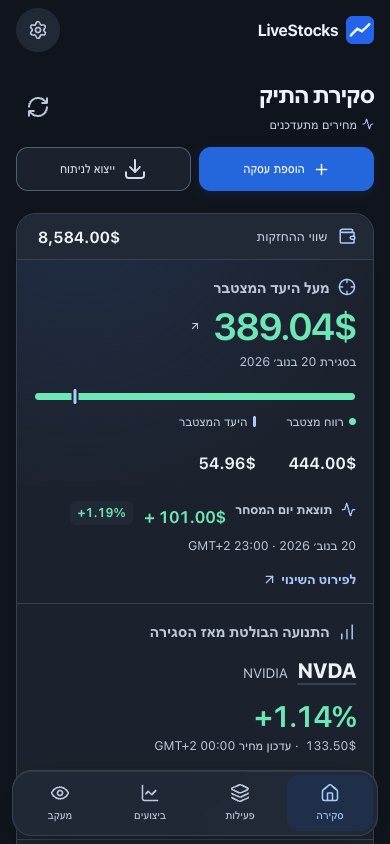 LiveStocks
סקירת התיק
מחירים מתעדכנים
הוספת עסקה
ייצוא לניתוח
שווי ההחזקות 8,584.00$
מעל היעד המצטבר
389.04$
בסגירת 20 בנוב׳ 2026
רווח מצטבר היעד המצטבר
444.00$ 54.96$
תוצאת יום המסחר + 101.00$ +1.19%
20 בנוב׳ 2026 · 23:00 GMT+2
לפירוט השינוי
התנועה הבולטת מאז הסגירה
NVDA NVIDIA
+1.14%
133.50$ · עדכון מחיר 00:00 GMT+2
סקירה פעילות ביצועים מעקב